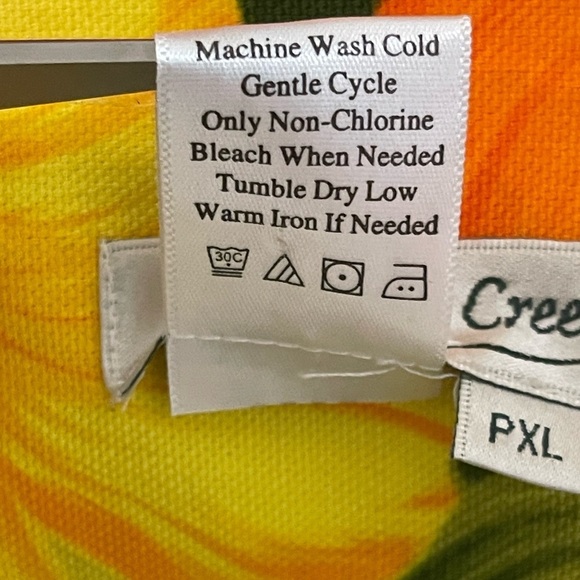 Machine Wash Cold
Gentle Cycle
Only Non-Chlorine
Bleach When Needed
Tumble Dry Low
Warm Iron If Needed
30C
Cree
PXL